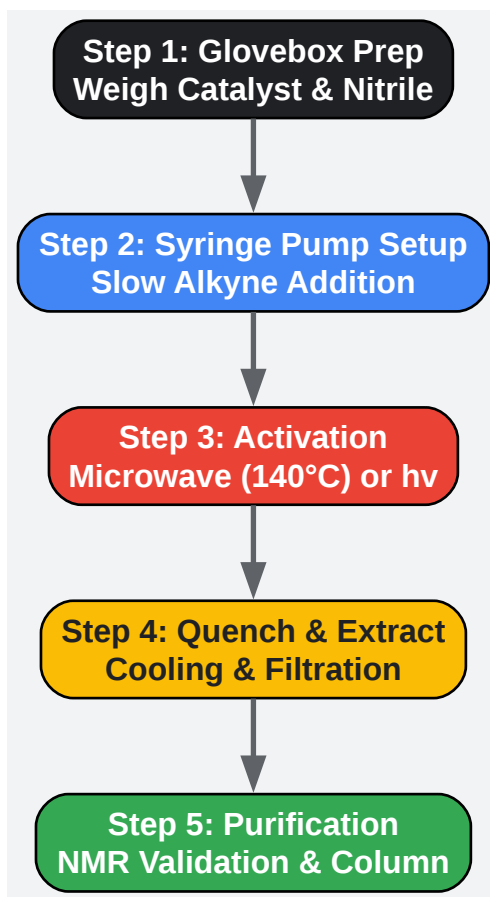 Step 1: Glovebox Prep
Weigh Catalyst & Nitrile
Step 2: Syringe Pump Setup
Slow Alkyne Addition
Step 3: Activation
Microwave (140°C) or hv
Step 4: Quench & Extract
Cooling & Filtration
Step 5: Purification
NMR Validation & Column